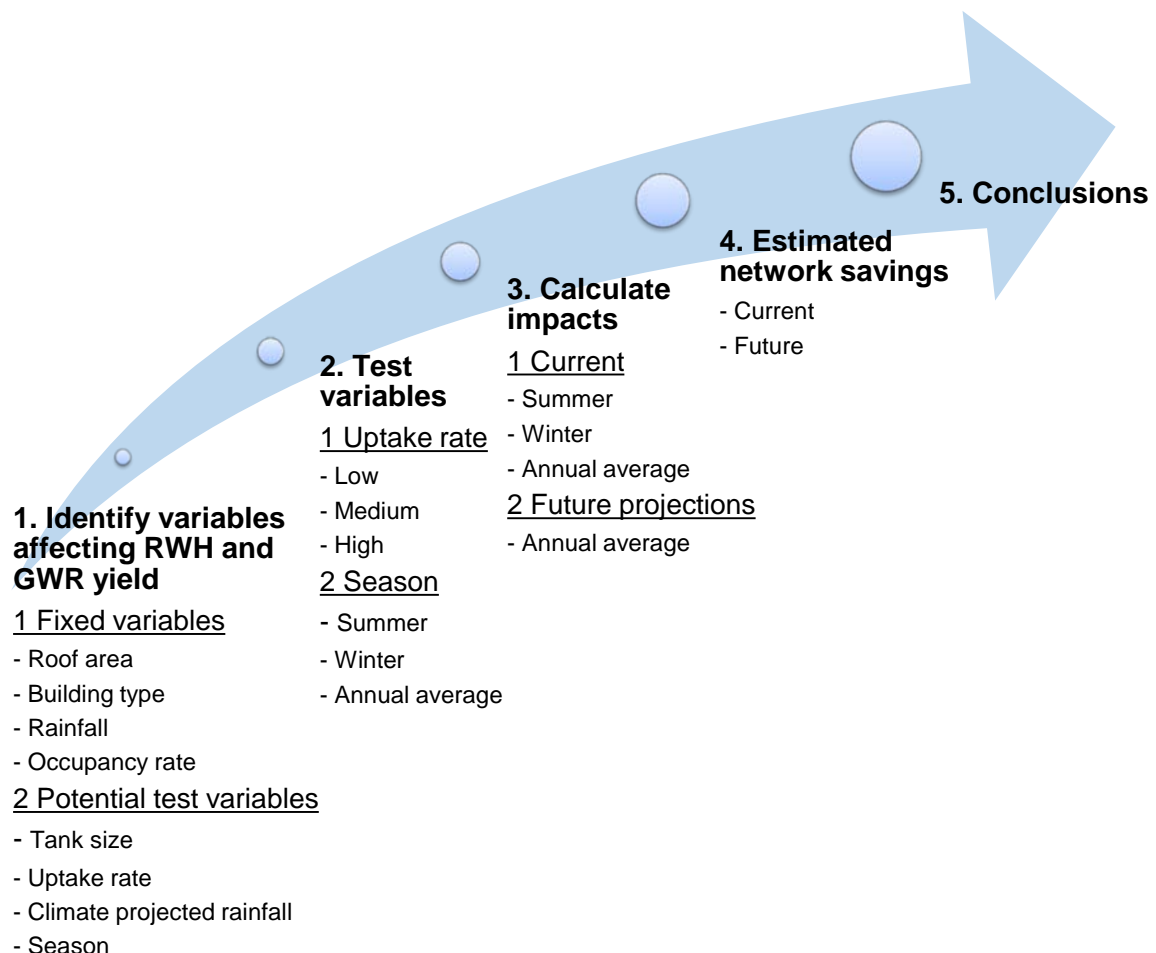 1. Identify variables
affecting RWH and
GWR yield
1 Fixed variables
- Roof area
- Building type
- Rainfall
- Occupancy rate
2 Potential test variables
- Tank size
- Uptake rate
- Climate projected rainfall
- Season
2. Test
variables
1 Uptake rate
- Low
- Medium
- High
2 Season
- Summer
- Winter
- Annual average
3. Calculate
impacts
1 Current
- Summer
- Winter
- Annual average
2 Future projections
- Annual average
4. Estimated
network savings
- Current
- Future
5. Conclusions